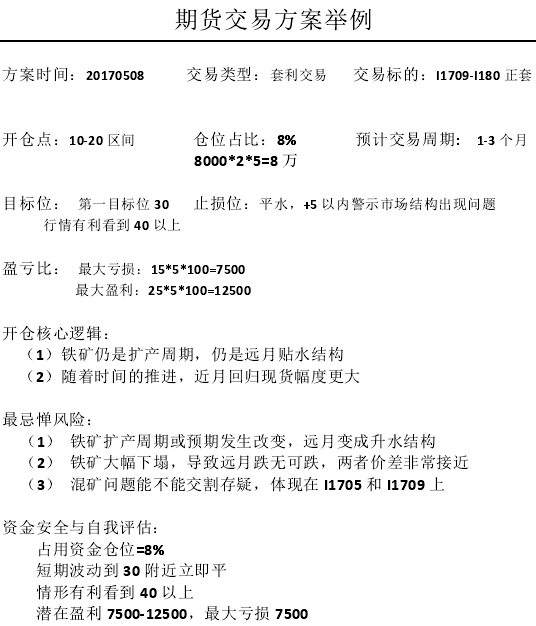 期货交易方案举例
方案时间：20170508 交易类型：套利交易 交易标的：I1709-I180 正套
开仓点：10-20 区间 仓位占比：8% 预计交易周期： 1-3 个月
8000*2*5=8 万
目标位： 第一目标位 30 止损位：平水，+5 以内警示市场结构出现问题
行情有利看到 40 以上
盈亏比： 最大亏损：15*5*100=7500
最大盈利：25*5*100=12500
开仓核心逻辑：
（1）铁矿仍是扩产周期，仍是远月贴水结构
（2）随着时间的推进，近月回归现货幅度更大
最忌惮风险：
（1） 铁矿扩产周期或预期发生改变，远月变成升水结构
（2） 铁矿大幅下塌，导致远月跌无可跌，两者价差非常接近
（3） 混矿问题能不能交割存疑，体现在 I1705 和 I1709 上
资金安全与自我评估：
占用资金仓位=8%
短期波动到 30 附近立即平
情形有利看到 40 以上
潜在盈利 7500-12500，最大亏损 7500